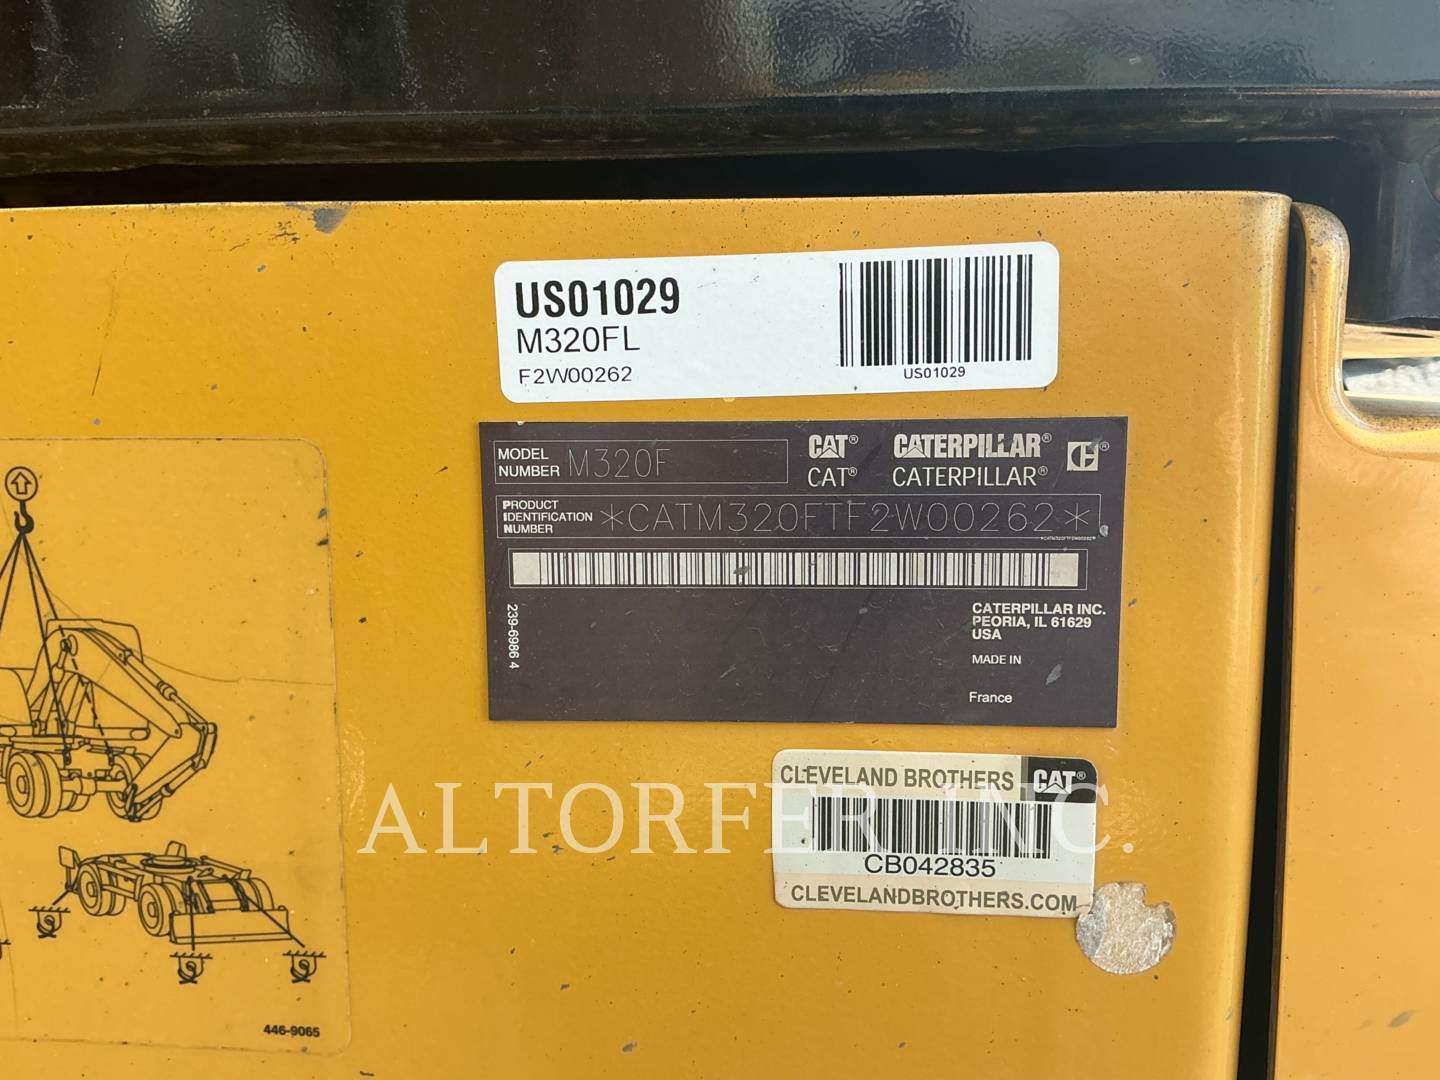 US01029
M320FL
F2W00262
US01029
MODEL NUMBER M320F
CAT® CATERPILLAR®
CAT® CATERPILLAR®
PRODUCT IDENTIFICATION NUMBER *CATM320FTF2W00262*
*CATM320FTF2W00262*
239-6986 4
CATERPILLAR INC.
PEORIA, IL 61629
USA
MADE IN
France
CLEVELAND BROTHERS CAT®
CB042835
CLEVELANDBROTHERS.COM
ALTORFER INC.
446-9065